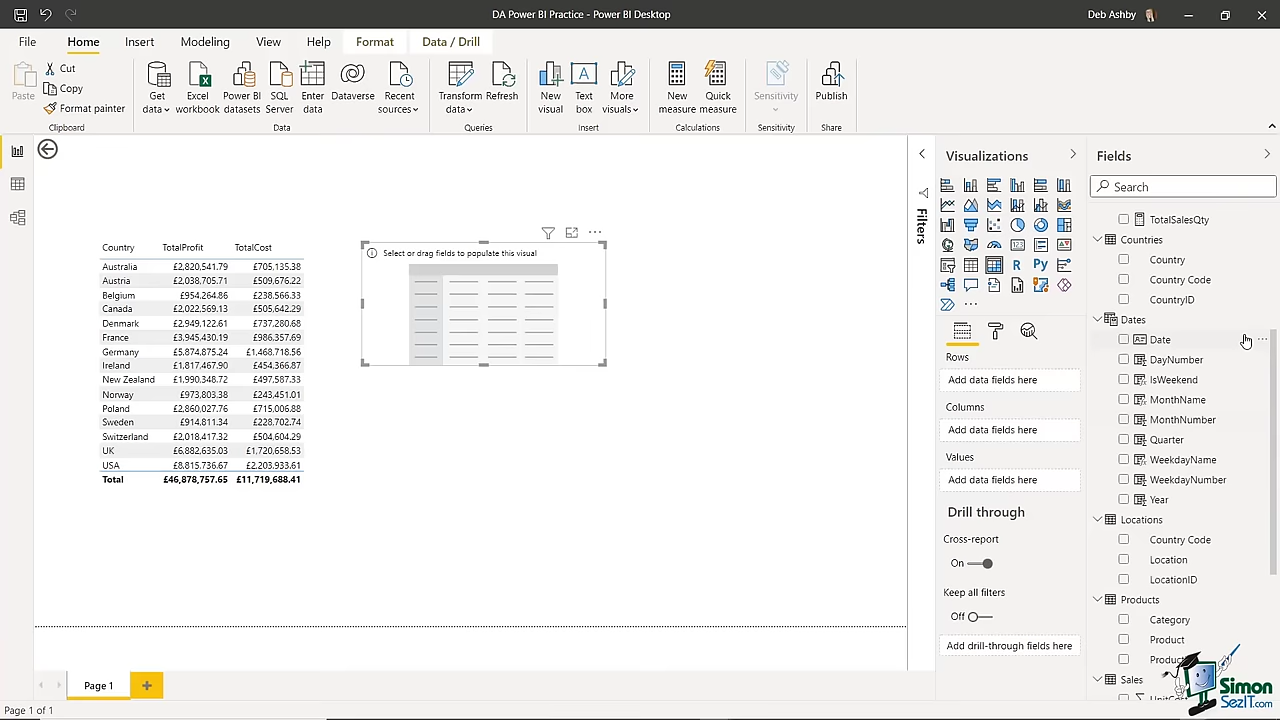 DA Power BI Practice - Power BI Desktop
Deb Ashby
File Home Insert Modeling View Help Format Data / Drill
Paste
Cut
Copy
Format painter
Clipboard
Get data
Excel workbook
Power BI datasets
SQL Server
Enter data
Dataverse
Recent sources
Data
Transform data
Refresh
Queries
New visual
Text box
More visuals
Insert
New measure
Quick measure
Calculations
Sensitivity
Sensitivity
Publish
Share
Country TotalProfit TotalCost
Australia £2,820,541.79 £705,135.38
Austria £2,038,705.71 £509,676.22
Belgium £954,264.86 £238,566.33
Canada £2,022,569.13 £505,642.29
Denmark £2,949,122.61 £737,280.68
France £3,945,430.19 £986,357.69
Germany £5,874,875.24 £1,468,718.56
Ireland £1,817,467.90 £454,366.87
New Zealand £1,990,348.72 £497,587.33
Norway £973,803.38 £243,451.01
Poland £2,860,027.76 £715,006.88
Sweden £914,811.34 £228,702.74
Switzerland £2,018,417.32 £504,604.29
UK £6,882,635.03 £1,720,658.53
USA £8,815,736.67 £2,203,933.61
Total £46,878,757.65 £11,719,688.41
Select or drag fields to populate this visual
Filters
Visualizations
R Py
Rows
Add data fields here
Columns
Add data fields here
Values
Add data fields here
Drill through
Cross-report
On
Keep all filters
Off
Add drill-through fields here
Fields
Search
TotalSalesQty
Countries
Country
Country Code
CountryID
Dates
Date
DayNumber
IsWeekend
MonthName
MonthNumber
Quarter
WeekdayName
WeekdayNumber
Year
Locations
Country Code
Location
LocationID
Products
Category
Product
Sales
Simon
SezIT.com
Page 1
Page 1 of 1